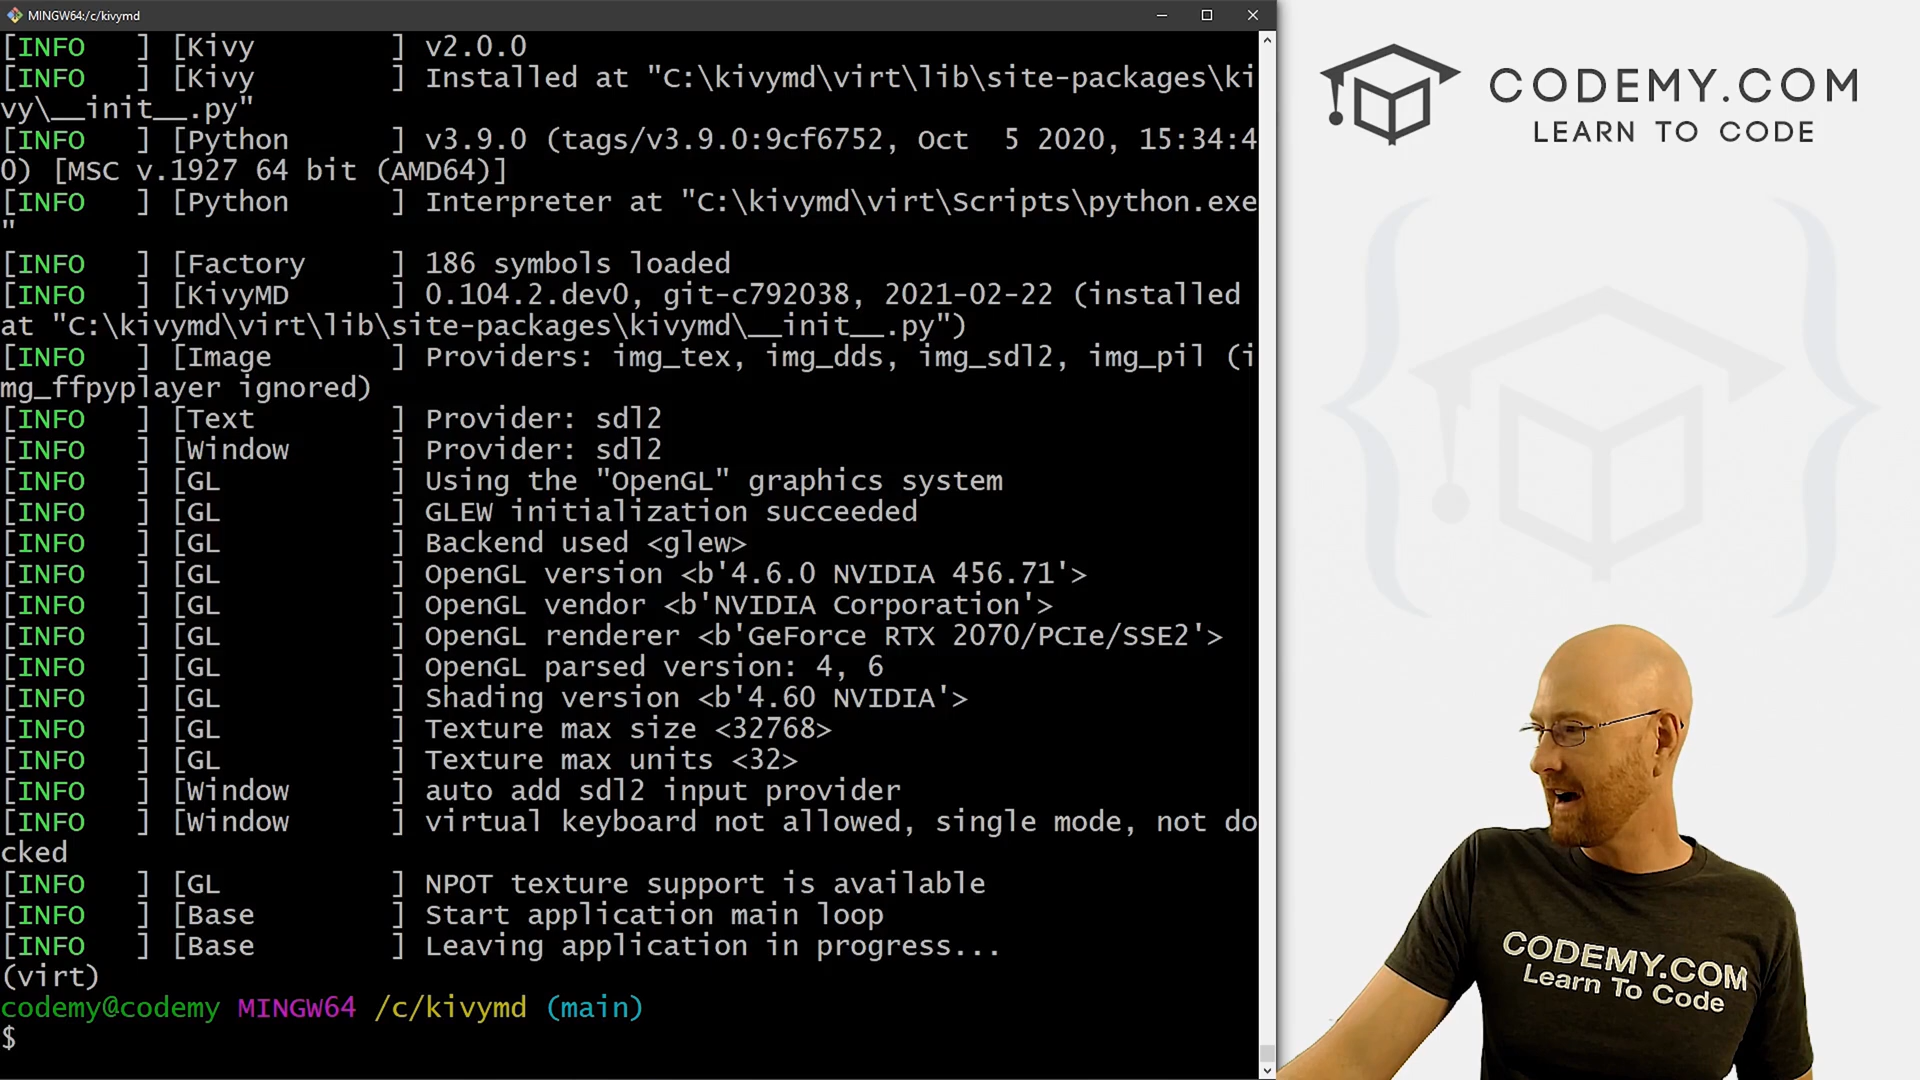 MINGW64:/c/kivymd
[INFO   ] [Kivy        ] v2.0.0
[INFO   ] [Kivy        ] Installed at "C:\kivymd\virt\lib\site-packages\ki
vy\__init__.py"
[INFO   ] [Python      ] v3.9.0 (tags/v3.9.0:9cf6752, Oct  5 2020, 15:34:4
0) [MSC v.1927 64 bit (AMD64)]
[INFO   ] [Python      ] Interpreter at "C:\kivymd\virt\Scripts\python.exe
"
[INFO   ] [Factory     ] 186 symbols loaded
[INFO   ] [KivyMD      ] 0.104.2.dev0, git-c792038, 2021-02-22 (installed
at "C:\kivymd\virt\lib\site-packages\kivymd\__init__.py")
[INFO   ] [Image       ] Providers: img_tex, img_dds, img_sdl2, img_pil (i
mg_ffpyplayer ignored)
[INFO   ] [Text        ] Provider: sdl2
[INFO   ] [Window      ] Provider: sdl2
[INFO   ] [GL          ] Using the "OpenGL" graphics system
[INFO   ] [GL          ] GLEW initialization succeeded
[INFO   ] [GL          ] Backend used <glew>
[INFO   ] [GL          ] OpenGL version <b'4.6.0 NVIDIA 456.71'>
[INFO   ] [GL          ] OpenGL vendor <b'NVIDIA Corporation'>
[INFO   ] [GL          ] OpenGL renderer <b'GeForce RTX 2070/PCIe/SSE2'>
[INFO   ] [GL          ] OpenGL parsed version: 4, 6
[INFO   ] [GL          ] Shading version <b'4.60 NVIDIA'>
[INFO   ] [GL          ] Texture max size <32768>
[INFO   ] [GL          ] Texture max units <32>
[INFO   ] [Window      ] auto add sdl2 input provider
[INFO   ] [Window      ] virtual keyboard not allowed, single mode, not do
cked
[INFO   ] [GL          ] NPOT texture support is available
[INFO   ] [Base        ] Start application main loop
[INFO   ] [Base        ] Leaving application in progress...
(virt)
codemy@codemy MINGW64 /c/kivymd (main)
$
CODEMY.COM
LEARN TO CODE
CODEMY.COM
Learn To Code